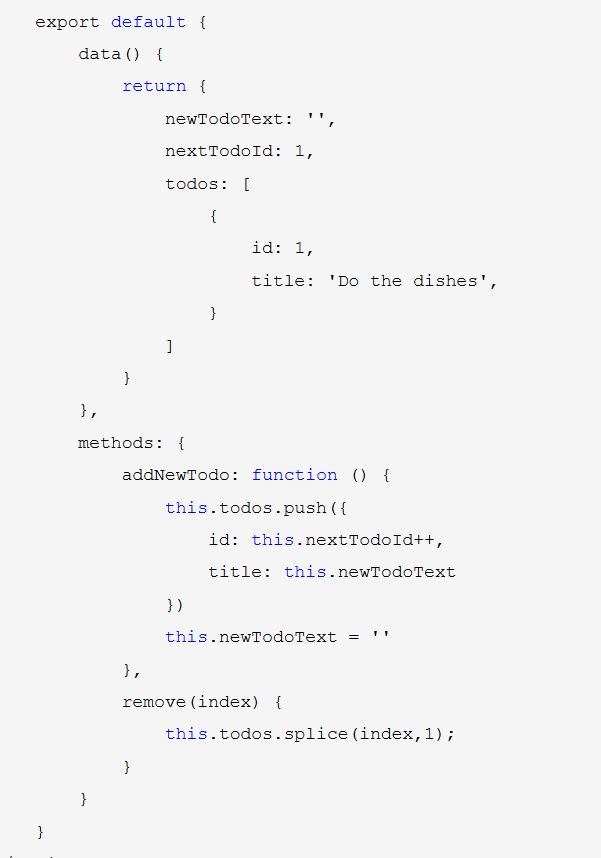 export default {
    data() {
        return {
            newTodoText: '',
            nextTodoId: 1,
            todos: [
                {
                    id: 1,
                    title: 'Do the dishes',
                }
            ]
        }
    },
    methods: {
        addNewTodo: function () {
            this.todos.push({
                id: this.nextTodoId++,
                title: this.newTodoText
            })
            this.newTodoText = ''
        },
        remove(index) {
            this.todos.splice(index,1);
        }
    }
}